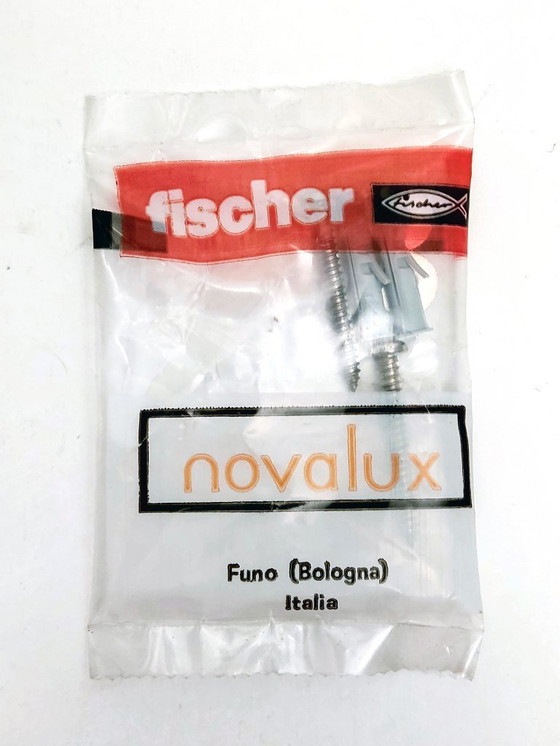 fischer
fischer
novalux
Funo (Bologna)
Italia